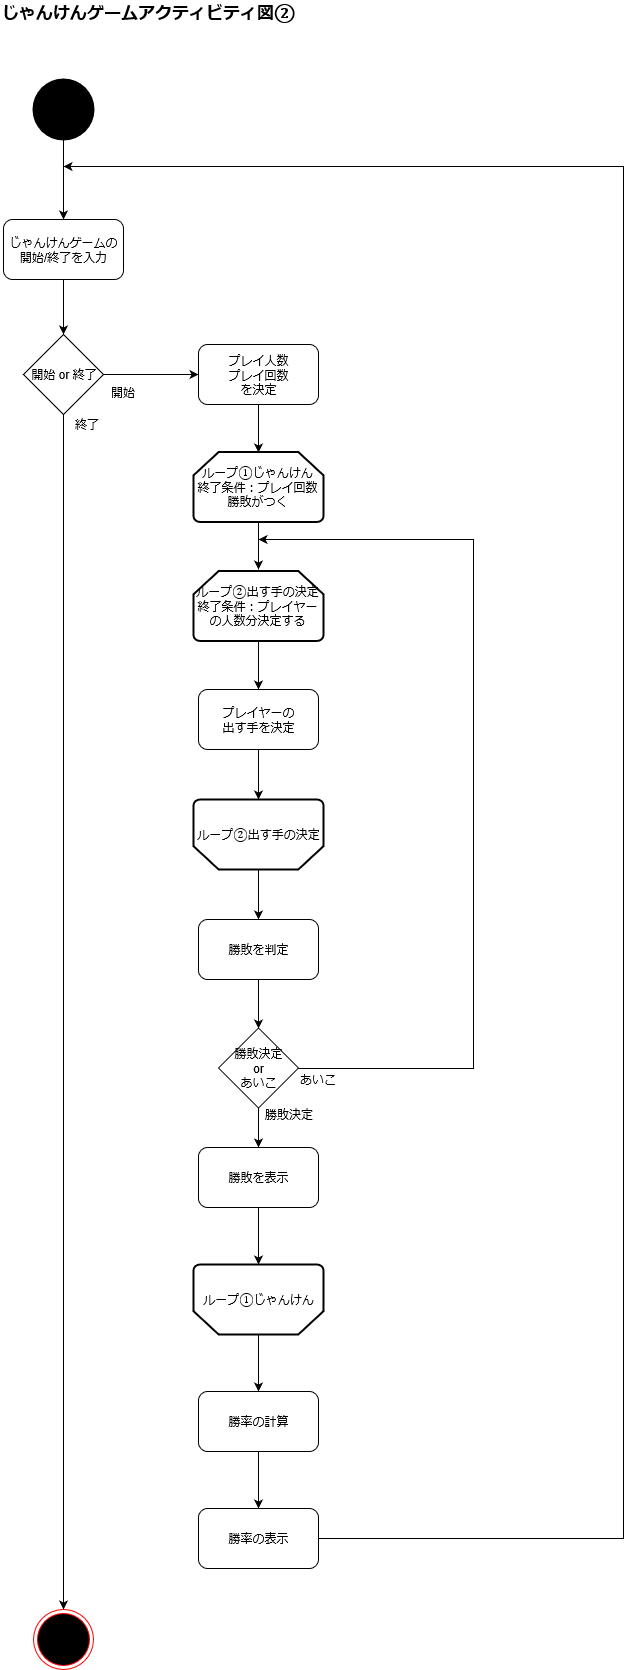 じゃんけんゲームアクティビティ図②
じゃんけんゲームの
開始/終了を入力
開始 or 終了
開始
終了
プレイ人数
プレイ回数
を決定
ループ①じゃんけん
終了条件：プレイ回数
勝敗がつく
ループ②出す手の決定
終了条件：プレイヤー
の人数分決定する
プレイヤーの
出す手を決定
ループ②出す手の決定
勝敗を判定
勝敗決定
or
あいこ
あいこ
勝敗決定
勝敗を表示
ループ①じゃんけん
勝率の計算
勝率の表示